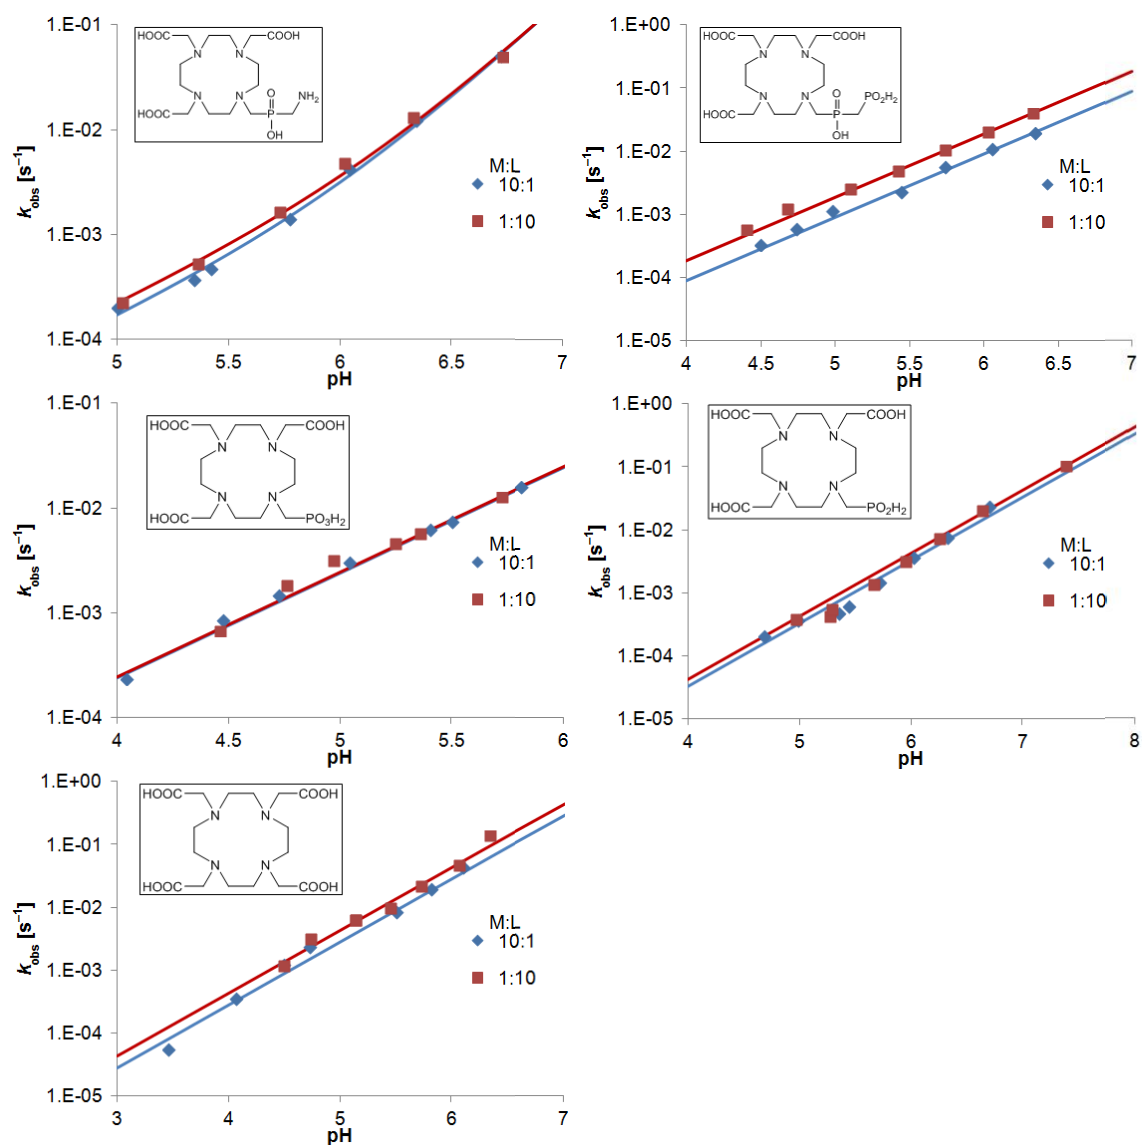 1.E-01
1.E-02
1.E-03
1.E-04
5
5.5
6
6.5
7
pH
kobs [s–1]
HOOC
COOH
N
N
N
N
HOOC
O
P
OH
NH2
M:L
10:1
1:10
1.E+00
1.E-01
1.E-02
1.E-03
1.E-04
1.E-05
4
4.5
5
5.5
6
6.5
7
pH
kobs [s–1]
HOOC
COOH
N
N
N
N
HOOC
O
P
OH
PO2H2
M:L
10:1
1:10
1.E-01
1.E-02
1.E-03
1.E-04
4
4.5
5
5.5
6
pH
kobs [s–1]
HOOC
COOH
N
N
N
N
HOOC
PO3H2
M:L
10:1
1:10
1.E+00
1.E-01
1.E-02
1.E-03
1.E-04
1.E-05
4
5
6
7
8
pH
kobs [s–1]
HOOC
COOH
N
N
N
N
HOOC
PO2H2
M:L
10:1
1:10
1.E+00
1.E-01
1.E-02
1.E-03
1.E-04
1.E-05
3
4
5
6
7
pH
kobs [s–1]
HOOC
COOH
N
N
N
N
HOOC
COOH
M:L
10:1
1:10